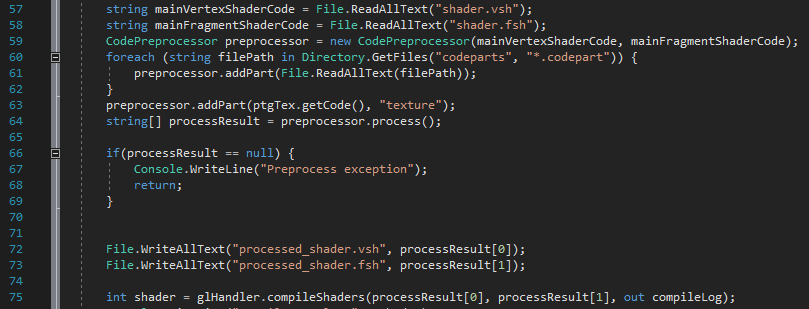 57 string mainVertexShaderCode = File.ReadAllText("shader.vsh");
58 string mainFragmentShaderCode = File.ReadAllText("shader.fsh");
59 CodePreprocessor preprocessor = new CodePreprocessor(mainVertexShaderCode, mainFragmentShaderCode);
60 foreach (string filePath in Directory.GetFiles("codeparts", "*.codepart")) {
61 preprocessor.addPart(File.ReadAllText(filePath));
62 }
63 preprocessor.addPart(ptgTex.getCode(), "texture");
64 string[] processResult = preprocessor.process();
65
66 if(processResult == null) {
67 Console.WriteLine("Preprocess exception");
68 return;
69 }
70
71
72 File.WriteAllText("processed_shader.vsh", processResult[0]);
73 File.WriteAllText("processed_shader.fsh", processResult[1]);
74
75 int shader = glHandler.compileShaders(processResult[0], processResult[1], out compileLog);